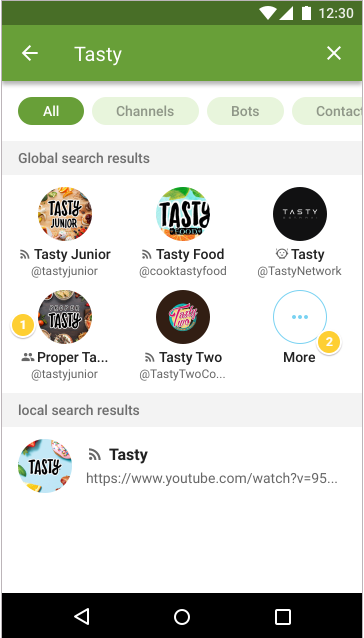 12:30
Tasty
All
Channels
Bots
Contact
Global search results
TASTY
JUNIOR
TASTY
FOOD
TASTY
Tasty Junior
Tasty Food
Tasty
@tastyjunior
@cooktastyfood
@TastyNetwork
PROPER
TASTY
Tasty
two
1
2
Proper Ta...
Tasty Two
More
@tastyjunior
@TastyTwoCo...
local search results
TASTY
Tasty
https://www.youtube.com/watch?v=95...